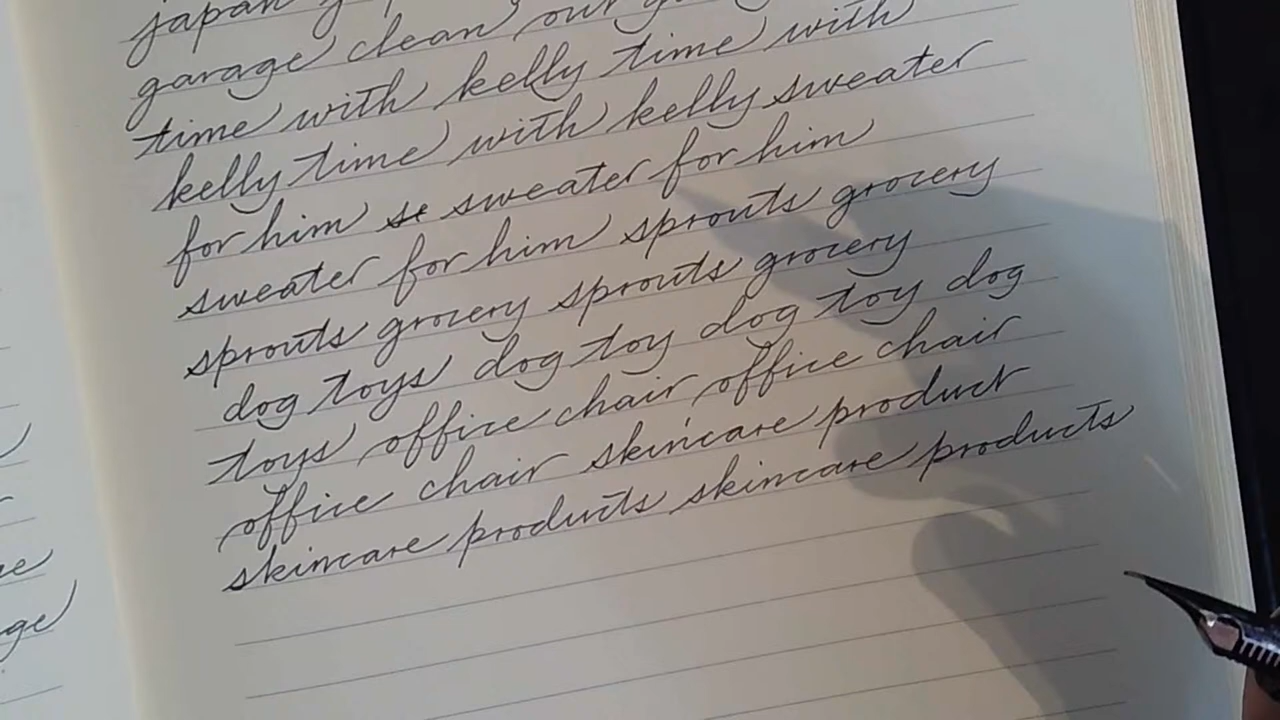 japan
garage clean out
time with kelly time with
kelly time with kelly sweater
for him se sweater for him
sweater for him sprouts grocery
sprouts grocery sprouts grocery
dog toys dog toy dog toy dog
toys office chair office chair
office chair skincare product
skincare products skincare products